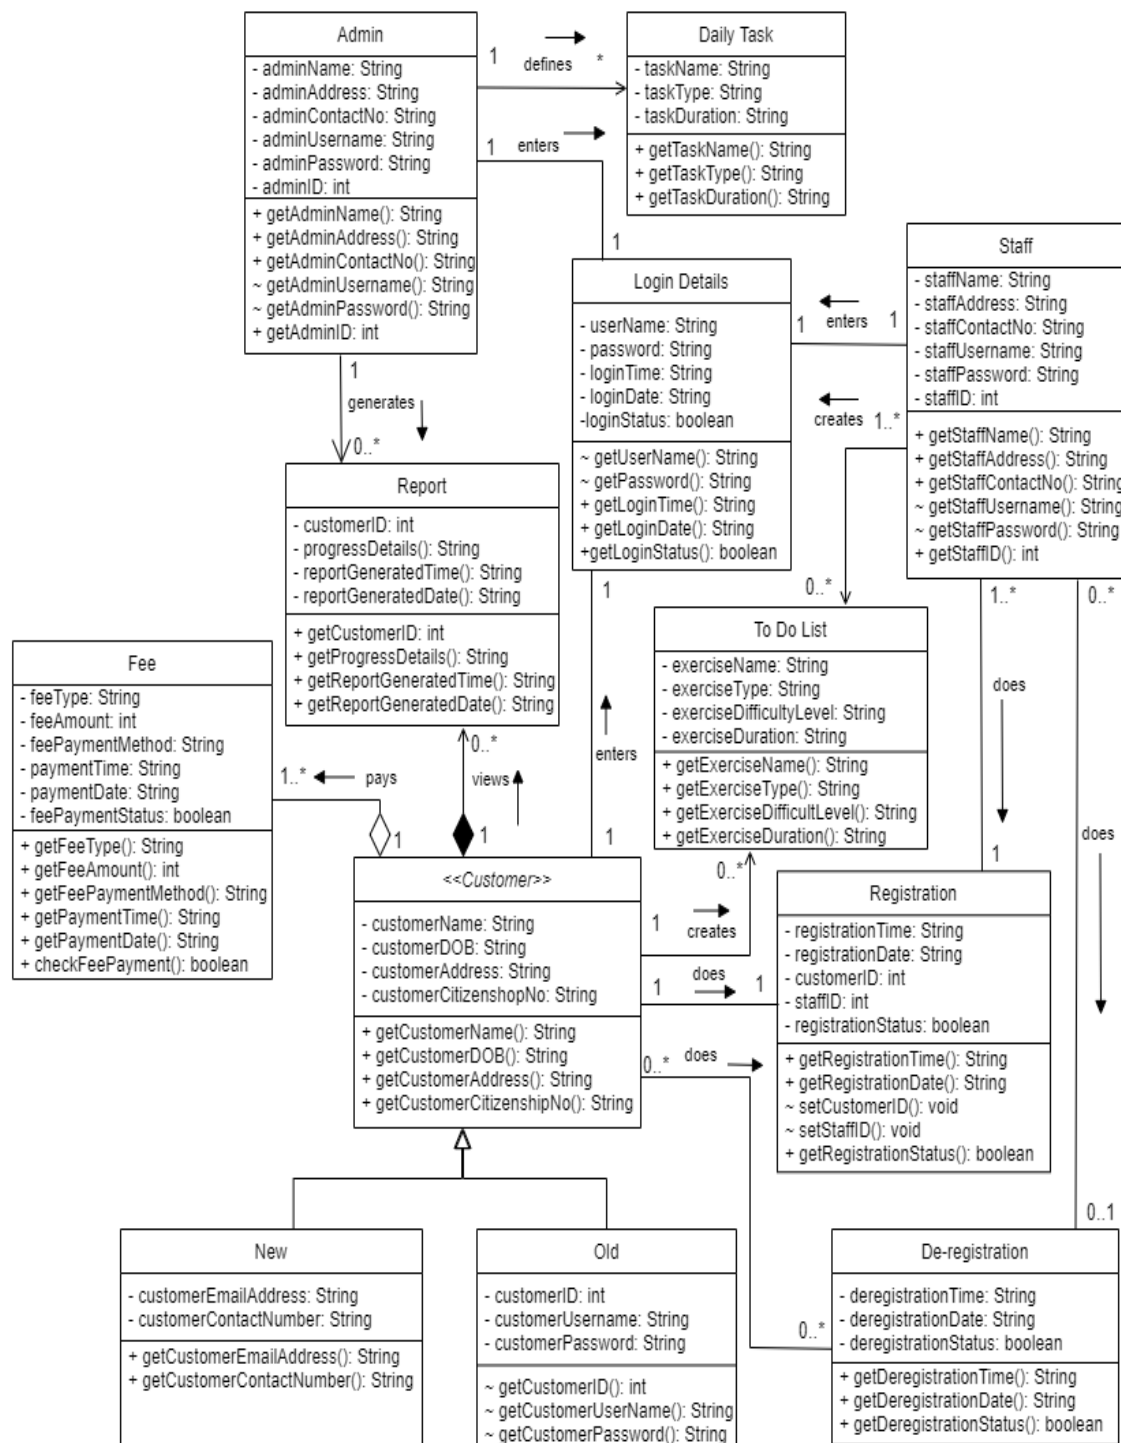 Admin
- adminName: String
- adminAddress: String
- adminContactNo: String
- adminUsername: String
- adminPassword: String
- adminID: int
+ getAdminName(): String
+ getAdminAddress(): String
+ getAdminContactNo(): String
~ getAdminUsername(): String
~ getAdminPassword(): String
+ getAdminID: int
1
defines
*
Daily Task
- taskName: String
- taskType: String
- taskDuration: String
+ getTaskName(): String
+ getTaskType(): String
+ getTaskDuration(): String
1
enters
1
Login Details
- userName: String
- password: String
- loginTime: String
- loginDate: String
-loginStatus: boolean
~ getUserName(): String
~ getPassword(): String
+ getLoginTime(): String
+ getLoginDate(): String
+getLoginStatus(): boolean
1
enters
1
Staff
- staffName: String
- staffAddress: String
- staffContactNo: String
- staffUsername: String
- staffPassword: String
- staffID: int
+ getStaffName(): String
+ getStaffAddress(): String
+ getStaffContactNo(): String
~ getStaffUsername(): String
~ getStaffPassword(): String
+ getStaffID(): int
creates
1..*
0..*
1
generates
0..*
Report
- customerID: int
- progressDetails(): String
- reportGeneratedTime(): String
- reportGeneratedDate(): String
+ getCustomerID: int
+ getProgressDetails(): String
+ getReportGeneratedTime(): String
+ getReportGeneratedDate(): String
1
enters
1
To Do List
- exerciseName: String
- exerciseType: String
- exerciseDifficultyLevel: String
- exerciseDuration: String
+ getExerciseName(): String
+ getExerciseType(): String
+ getExerciseDifficultLevel(): String
+ getExerciseDuration(): String
1..*
does
1
0..*
does
0..1
Fee
- feeType: String
- feeAmount: int
- feePaymentMethod: String
- paymentTime: String
- paymentDate: String
- feePaymentStatus: boolean
+ getFeeType(): String
+ getFeeAmount(): int
+ getFeePaymentMethod(): String
+ getPaymentTime(): String
+ getPaymentDate(): String
+ checkFeePayment(): boolean
1..*
pays
1
0..*
views
1
<<Customer>>
- customerName: String
- customerDOB: String
- customerAddress: String
- customerCitizenshopNo: String
+ getCustomerName(): String
+ getCustomerDOB(): String
+ getCustomerAddress(): String
+ getCustomerCitizenshipNo(): String
0..*
1
creates
does
1
1
0..*
does
Registration
- registrationTime: String
- registrationDate: String
- customerID: int
- staffID: int
- registrationStatus: boolean
+ getRegistrationTime(): String
+ getRegistrationDate(): String
~ setCustomerID(): void
~ setStaffID(): void
+ getRegistrationStatus(): boolean
New
- customerEmailAddress: String
- customerContactNumber: String
+ getCustomerEmailAddress(): String
+ getCustomerContactNumber(): String
Old
- customerID: int
- customerUsername: String
- customerPassword: String
~ getCustomerID(): int
~ getCustomerUserName(): String
~ getCustomerPassword(): String
0..*
De-registration
- deregistrationTime: String
- deregistrationDate: String
- deregistrationStatus: boolean
+ getDeregistrationTime(): String
+ getDeregistrationDate(): String
+ getDeregistrationStatus(): boolean